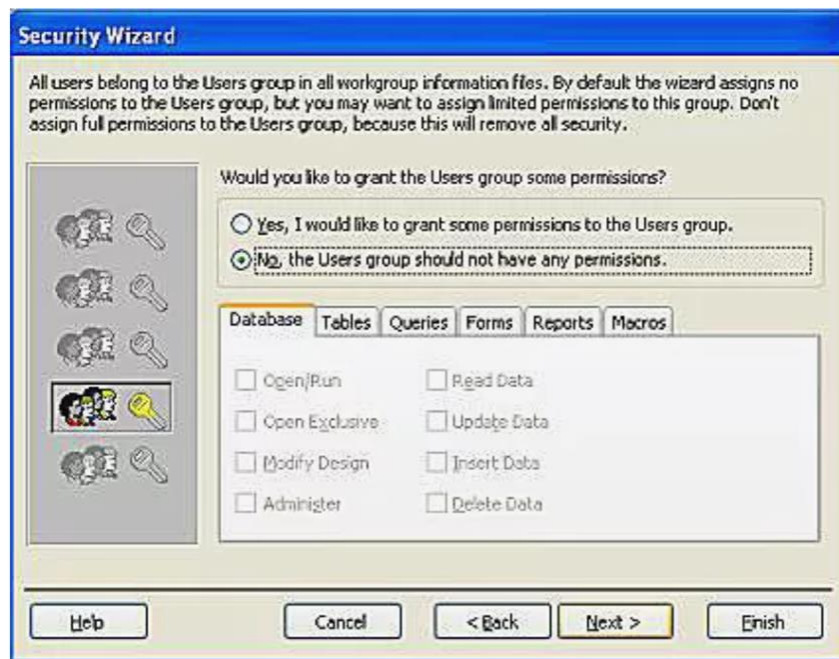 Security Wizard
All users belong to the Users group in all workgroup information files. By default the wizard assigns no
permissions to the Users group, but you may want to assign limited permissions to this group. Don't
assign full permissions to the Users group, because this will remove all security.
Would you like to grant the Users group some permissions?
Yes, I would like to grant some permissions to the Users group.
No, the Users group should not have any permissions.
Database Tables Queries Forms Reports Macros
Open/Run Read Data
Open Exclusive Update Data
Modify Design Insert Data
Administer Delete Data
Help Cancel < Back Next > Finish